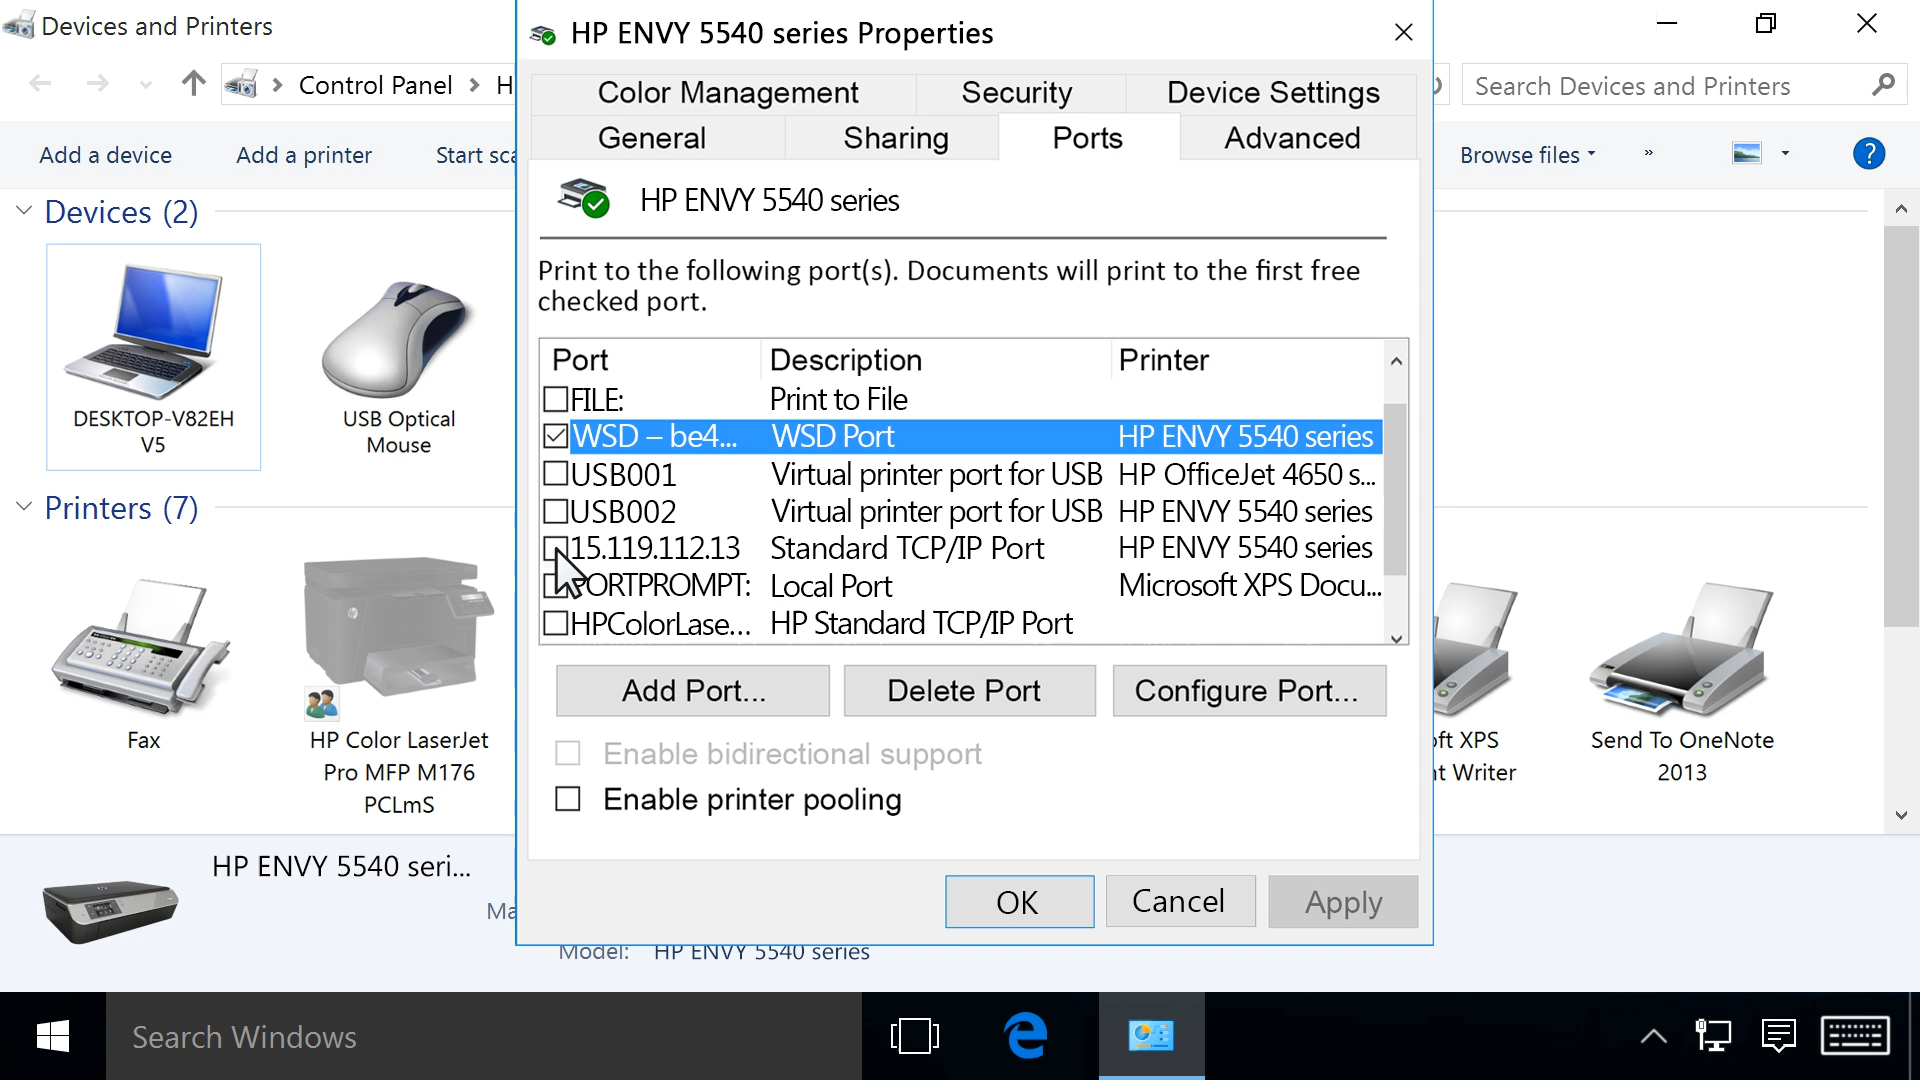 Devices and Printers
Control Panel
H
Search Devices and Printers
Add a device
Add a printer
Start sca
Browse files
»
?
Devices (2)
DESKTOP-V82EH
V5
USB Optical
Mouse
Printers (7)
Fax
HP Color LaserJet
Pro MFP M176
PCLmS
HP ENVY 5540 series Properties
Color Management Security Device Settings
General Sharing Ports Advanced
HP ENVY 5540 series
Print to the following port(s). Documents will print to the first free
checked port.
Port Description Printer
FILE: Print to File
WSD – be4... WSD Port HP ENVY 5540 series
USB001 Virtual printer port for USB HP OfficeJet 4650 s...
USB002 Virtual printer port for USB HP ENVY 5540 series
15.119.112.13 Standard TCP/IP Port HP ENVY 5540 series
PORTPROMPT: Local Port Microsoft XPS Docu...
HPColorLase... HP Standard TCP/IP Port
Add Port... Delete Port Configure Port...
Enable bidirectional support
Enable printer pooling
OK Cancel Apply
oft XPS
nt Writer
Send To OneNote
2013
HP ENVY 5540 seri...
Ma
Model: HP ENVY 5540 series
Search Windows